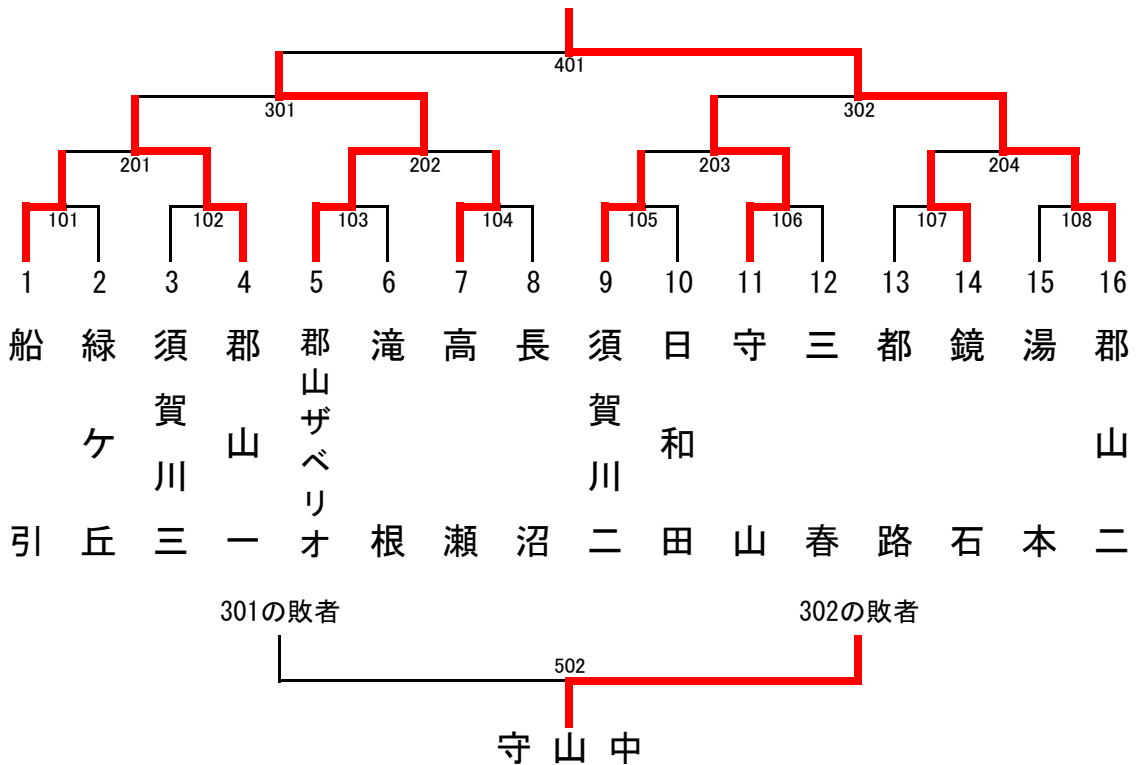 401
301
302
201
202
203
204
101
102
103
104
105
106
107
108
1
2
3
4
5
6
7
8
9
10
11
12
13
14
15
16
船引
緑ケ丘
須賀川三
郡山一
郡山ザベリオ
滝根
高瀬
長沼
須賀川二
日和田
守山
三春
都路
鏡石
湯本
郡山二
301の敗者
302の敗者
502
守山中